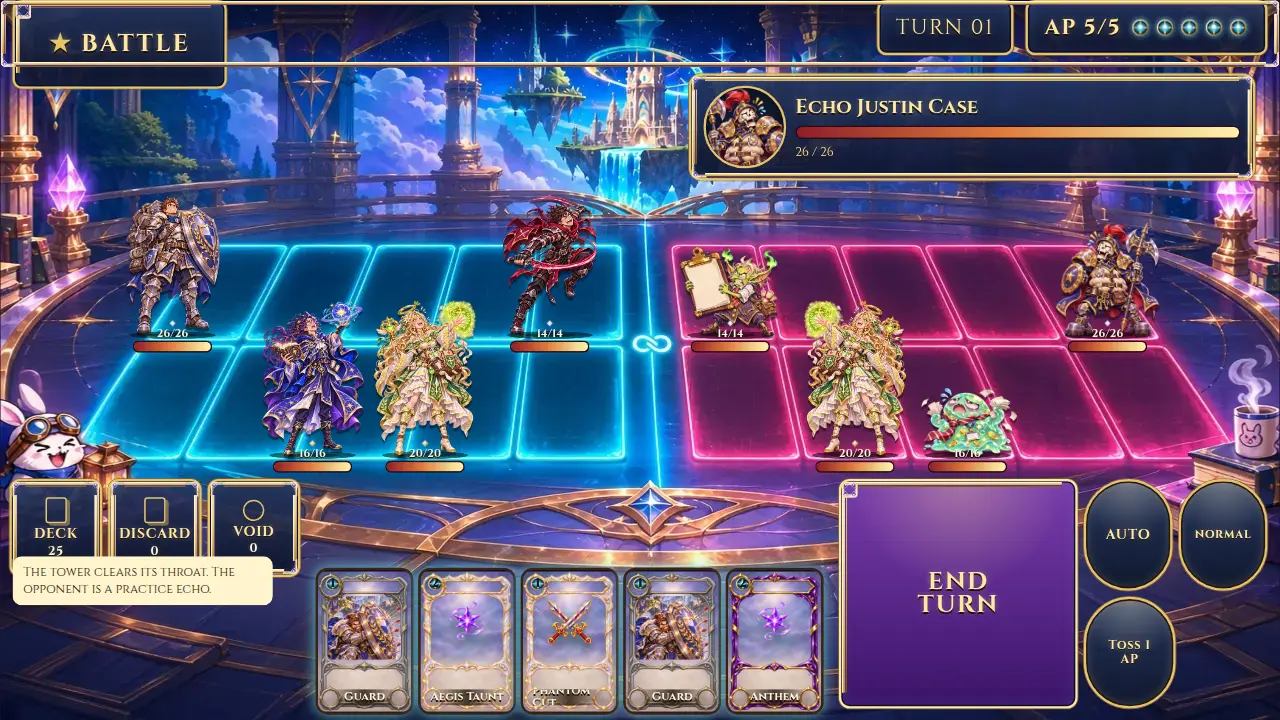 ★ BATTLE
TURN 01
AP 5/5
ECHO JUSTIN CASE
26 / 26
26/26
14/14
14/14
26/26
16/16
20/20
20/20
16/16
DECK
25
DISCARD
0
VOID
0
THE TOWER CLEARS ITS THROAT. THE
OPPONENT IS A PRACTICE ECHO.
GUARD
AEGIS TAUNT
PHANTOM
CUT
GUARD
ANTHEM
END
TURN
AUTO
NORMAL
TOSS 1
AP